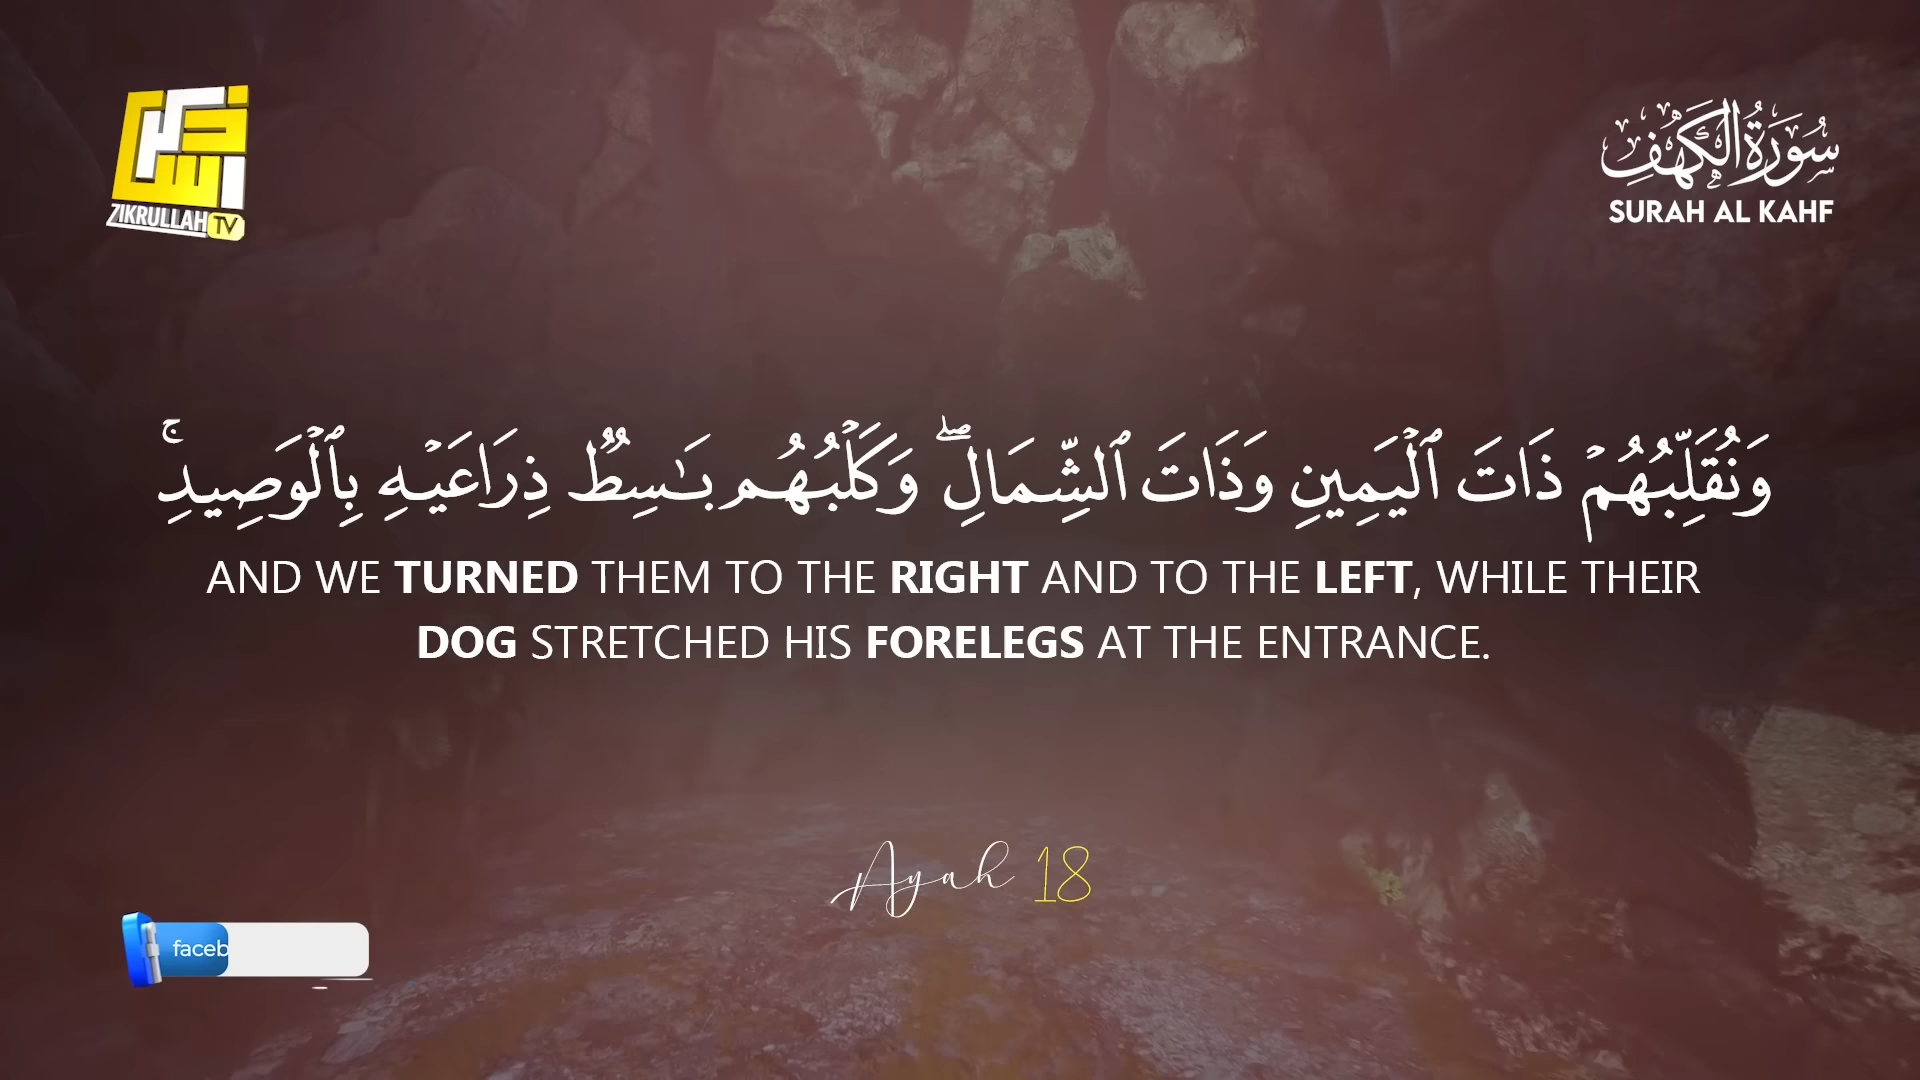 ZIKRULLAH TV
سُورَةُ الكَهْفِ
SURAH AL KAHF
وَنُقَلِّبُهُمْ ذَاتَ ٱلْيَمِينِ وَذَاتَ ٱلشِّمَالِ ۖ وَكَلْبُهُم بَـٰسِطٌ ذِرَاعَيْهِ بِٱلْوَصِيدِ ۚ
AND WE TURNED THEM TO THE RIGHT AND TO THE LEFT, WHILE THEIR
DOG STRETCHED HIS FORELEGS AT THE ENTRANCE.
Ayah 18
faceb